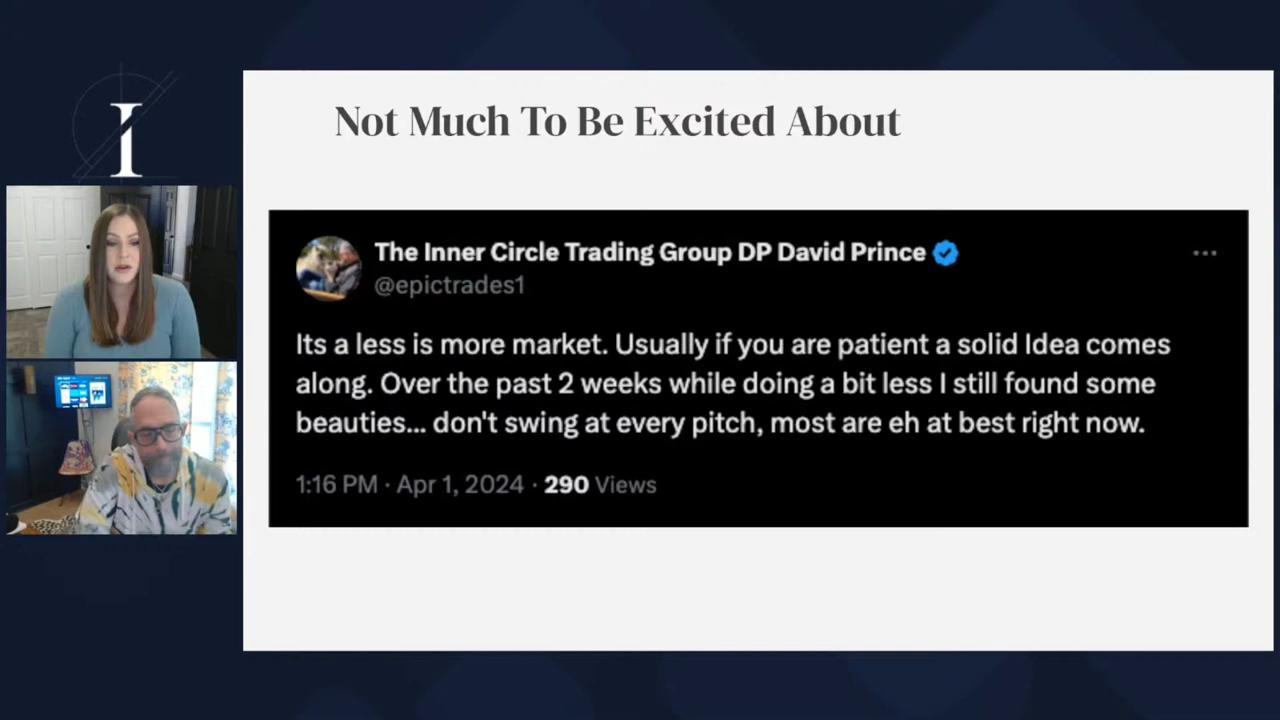 I
Not Much To Be Excited About
The Inner Circle Trading Group DP David Prince
@epictrades1
Its a less is more market. Usually if you are patient a solid Idea comes
along. Over the past 2 weeks while doing a bit less I still found some
beauties... don't swing at every pitch, most are eh at best right now.
1:16 PM · Apr 1, 2024 · 290 Views